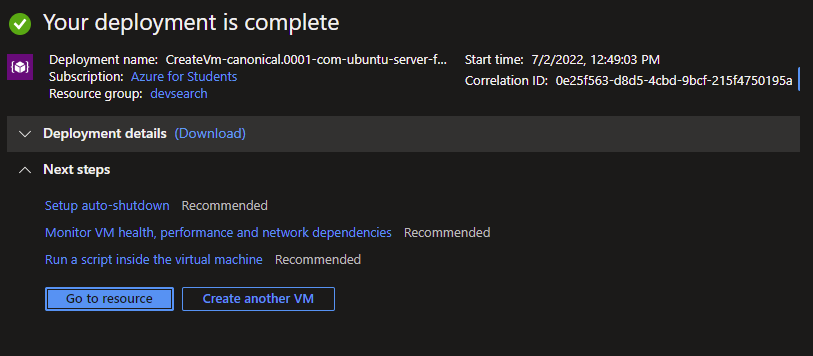 Your deployment is complete
Deployment name: CreateVm-canonical.0001-com-ubuntu-server-f...
Start time: 7/2/2022, 12:49:03 PM
Subscription: Azure for Students
Correlation ID: 0e25f563-d8d5-4cbd-9bcf-215f4750195a
Resource group: devsearch
Deployment details (Download)
Next steps
Setup auto-shutdown Recommended
Monitor VM health, performance and network dependencies Recommended
Run a script inside the virtual machine Recommended
Go to resource
Create another VM